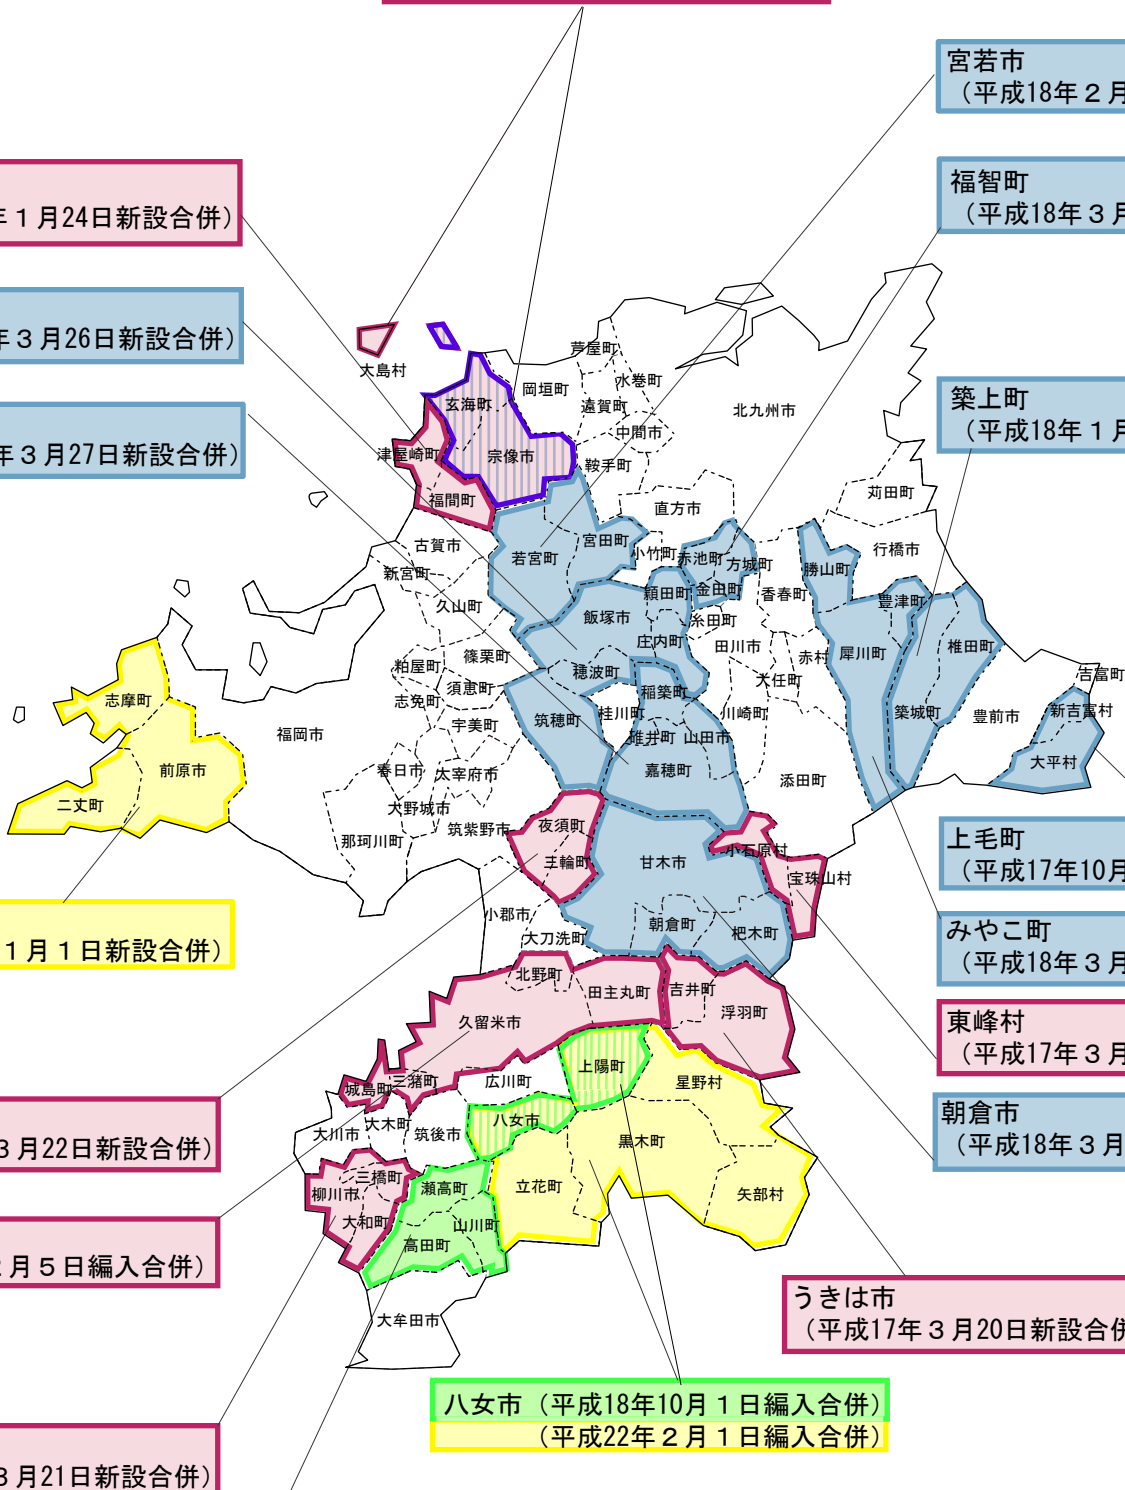 宮若市
（平成18年２月
福智町
（平成18年３月
年１月24日新設合併）
年３月26日新設合併）
年３月27日新設合併）
築上町
（平成18年１月
大島村
芦屋町
水巻町
岡垣町
遠賀町
玄海町
北九州市
中間市
津屋崎町
宗像市
鞍手町
福間町
苅田町
直方市
古賀市
宮田町
若宮町
小竹町
赤池町
方城町
行橋市
勝山町
新宮町
金田町
頴田町
香春町
豊津町
久山町
飯塚市
糸田町
庄内町
田川市
椎田町
犀川町
赤村
篠栗町
粕屋町
穂波町
吉富町
須恵町
大任町
稲築町
志免町
志摩町
桂川町
川崎町
築城町
新吉富村
豊前市
筑穂町
宇美町
福岡市
碓井町
山田市
大平村
前原市
春日市
太宰府市
嘉穂町
添田町
二丈町
大野城市
夜須町
筑紫野市
那珂川町
上毛町
（平成17年10月
三輪町
甘木市
小石原村
宝珠山村
小郡市
朝倉町
杷木町
みやこ町
（平成18年３月
１月１日新設合併）
大刀洗町
北野町
田主丸町
吉井町
浮羽町
東峰村
（平成17年３月
久留米市
上陽町
城島町
三潴町
広川町
星野村
朝倉市
（平成18年３月
３月22日新設合併）
大川市
大木町
筑後市
八女市
黒木町
三橋町
柳川市
瀬高町
立花町
矢部村
大和町
山川町
高田町
２月５日編入合併）
うきは市
（平成17年３月20日新設合併
大牟田市
八女市（平成18年10月１日編入合併）
（平成22年２月１日編入合併）
３月21日新設合併）